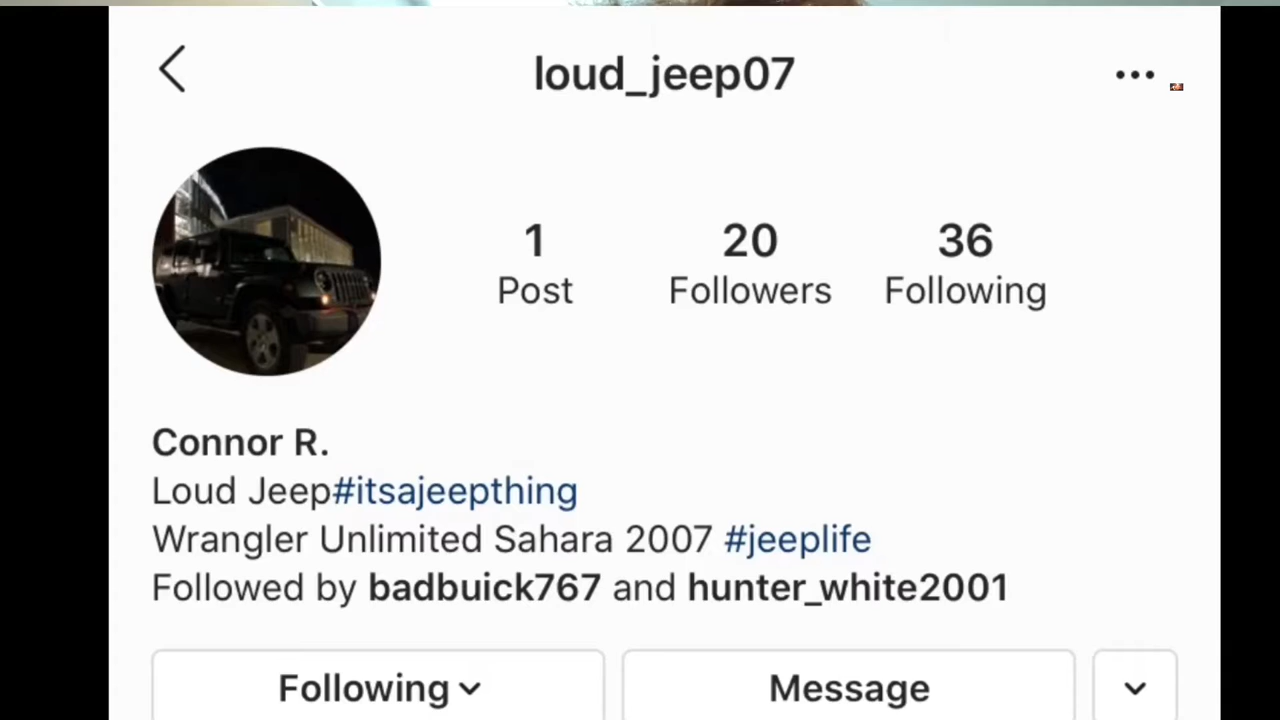 loud_jeep07
1 20 36
Post Followers Following
Connor R.
Loud Jeep#itsajeepthing
Wrangler Unlimited Sahara 2007 #jeeplife
Followed by badbuick767 and hunter_white2001
Following Message